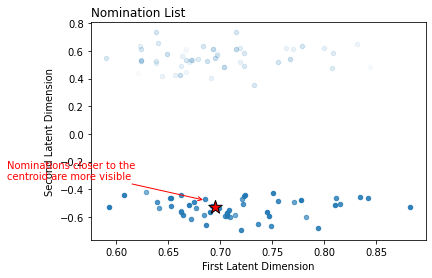 Nomination List
0.8
0.6
0.4
0.2
0.0
−0.2
−0.4
−0.6
Second Latent Dimension
Nominations closer to the
centroid are more visible
0.60
0.65
0.70
0.75
0.80
0.85
First Latent Dimension